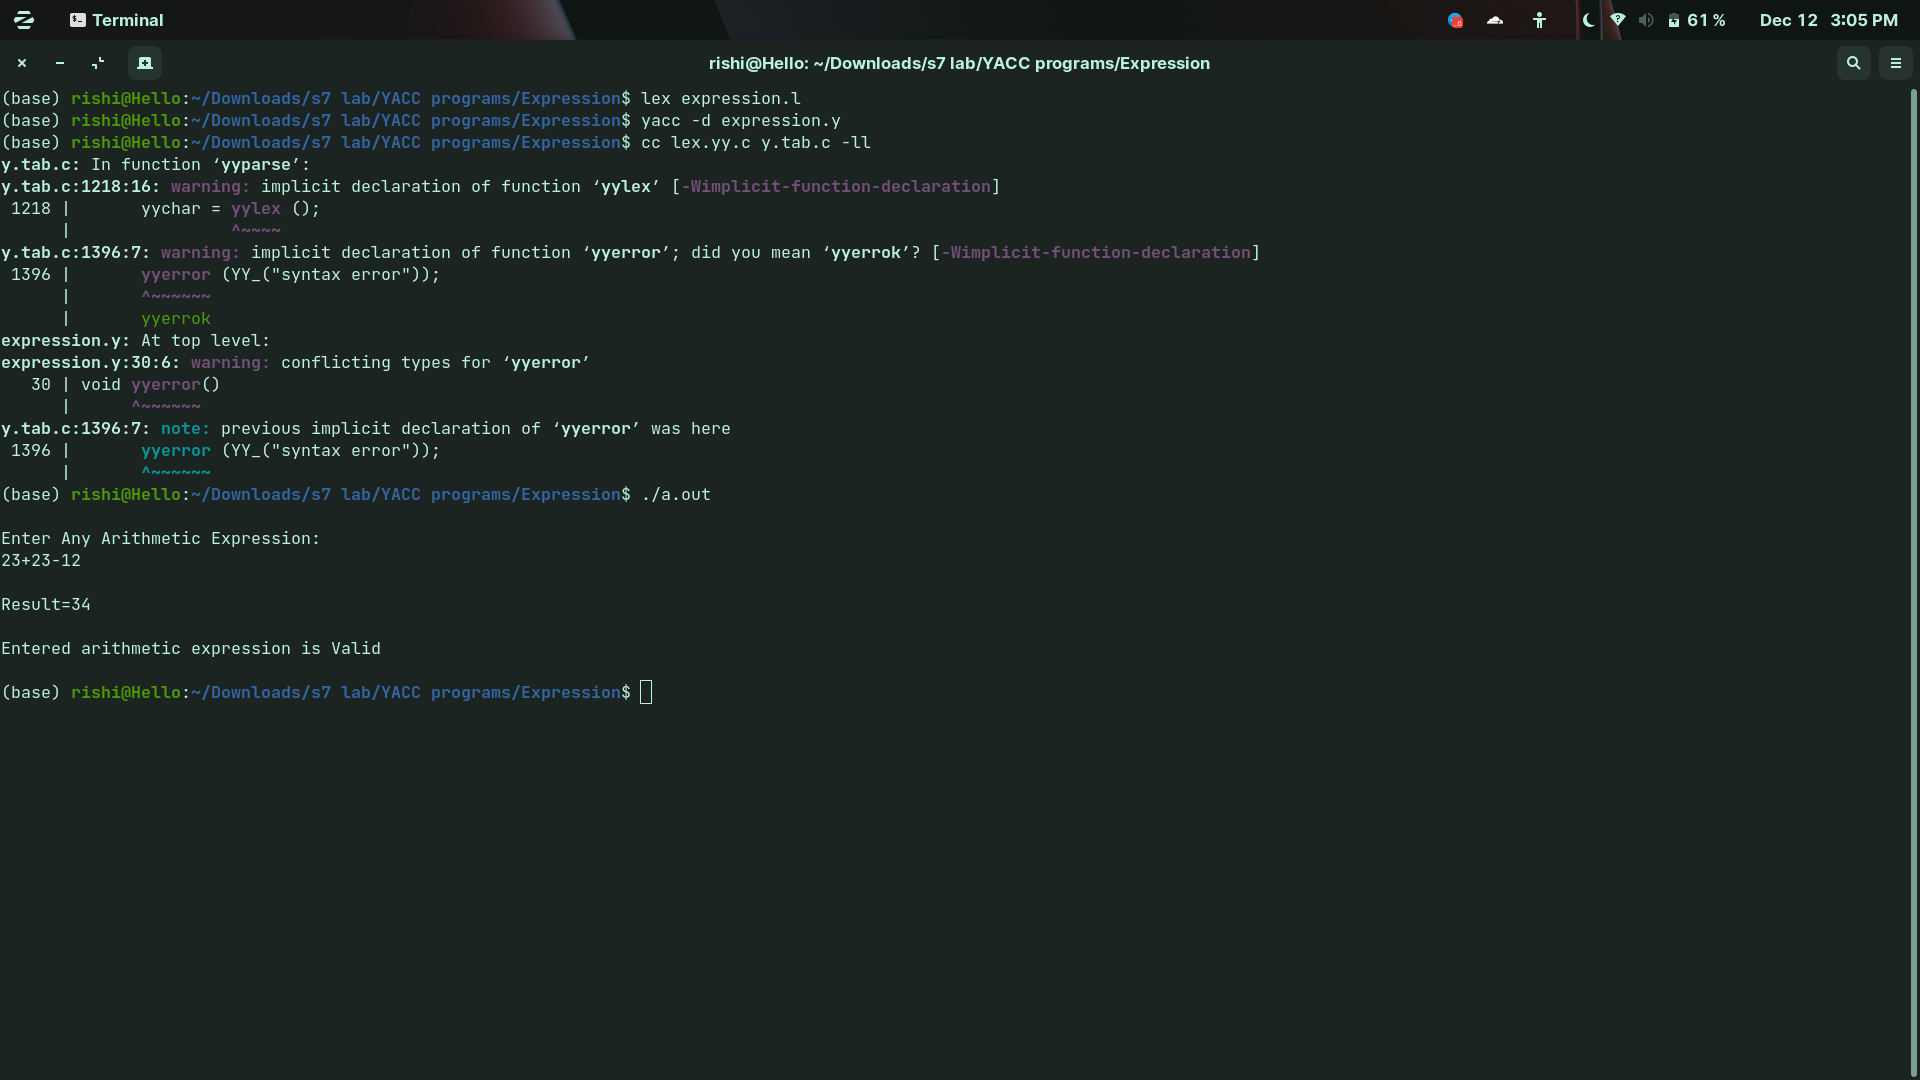 Terminal
61 %
Dec 12 3:05 PM
rishi@Hello: ~/Downloads/s7 lab/YACC programs/Expression
(base) rishi@Hello:~/Downloads/s7 lab/YACC programs/Expression$ lex expression.l
(base) rishi@Hello:~/Downloads/s7 lab/YACC programs/Expression$ yacc -d expression.y
(base) rishi@Hello:~/Downloads/s7 lab/YACC programs/Expression$ cc lex.yy.c y.tab.c -ll
y.tab.c: In function ‘yyparse’:
y.tab.c:1218:16: warning: implicit declaration of function ‘yylex’ [-Wimplicit-function-declaration]
 1218 |       yychar = yylex ();
      |                ^~~~~
y.tab.c:1396:7: warning: implicit declaration of function ‘yyerror’; did you mean ‘yyerrok’? [-Wimplicit-function-declaration]
 1396 |       yyerror (YY_("syntax error"));
      |       ^~~~~~~
      |       yyerrok
expression.y: At top level:
expression.y:30:6: warning: conflicting types for ‘yyerror’
   30 | void yyerror()
      |      ^~~~~~~
y.tab.c:1396:7: note: previous implicit declaration of ‘yyerror’ was here
 1396 |       yyerror (YY_("syntax error"));
      |       ^~~~~~~
(base) rishi@Hello:~/Downloads/s7 lab/YACC programs/Expression$ ./a.out
Enter Any Arithmetic Expression:
23+23-12
Result=34
Entered arithmetic expression is Valid
(base) rishi@Hello:~/Downloads/s7 lab/YACC programs/Expression$